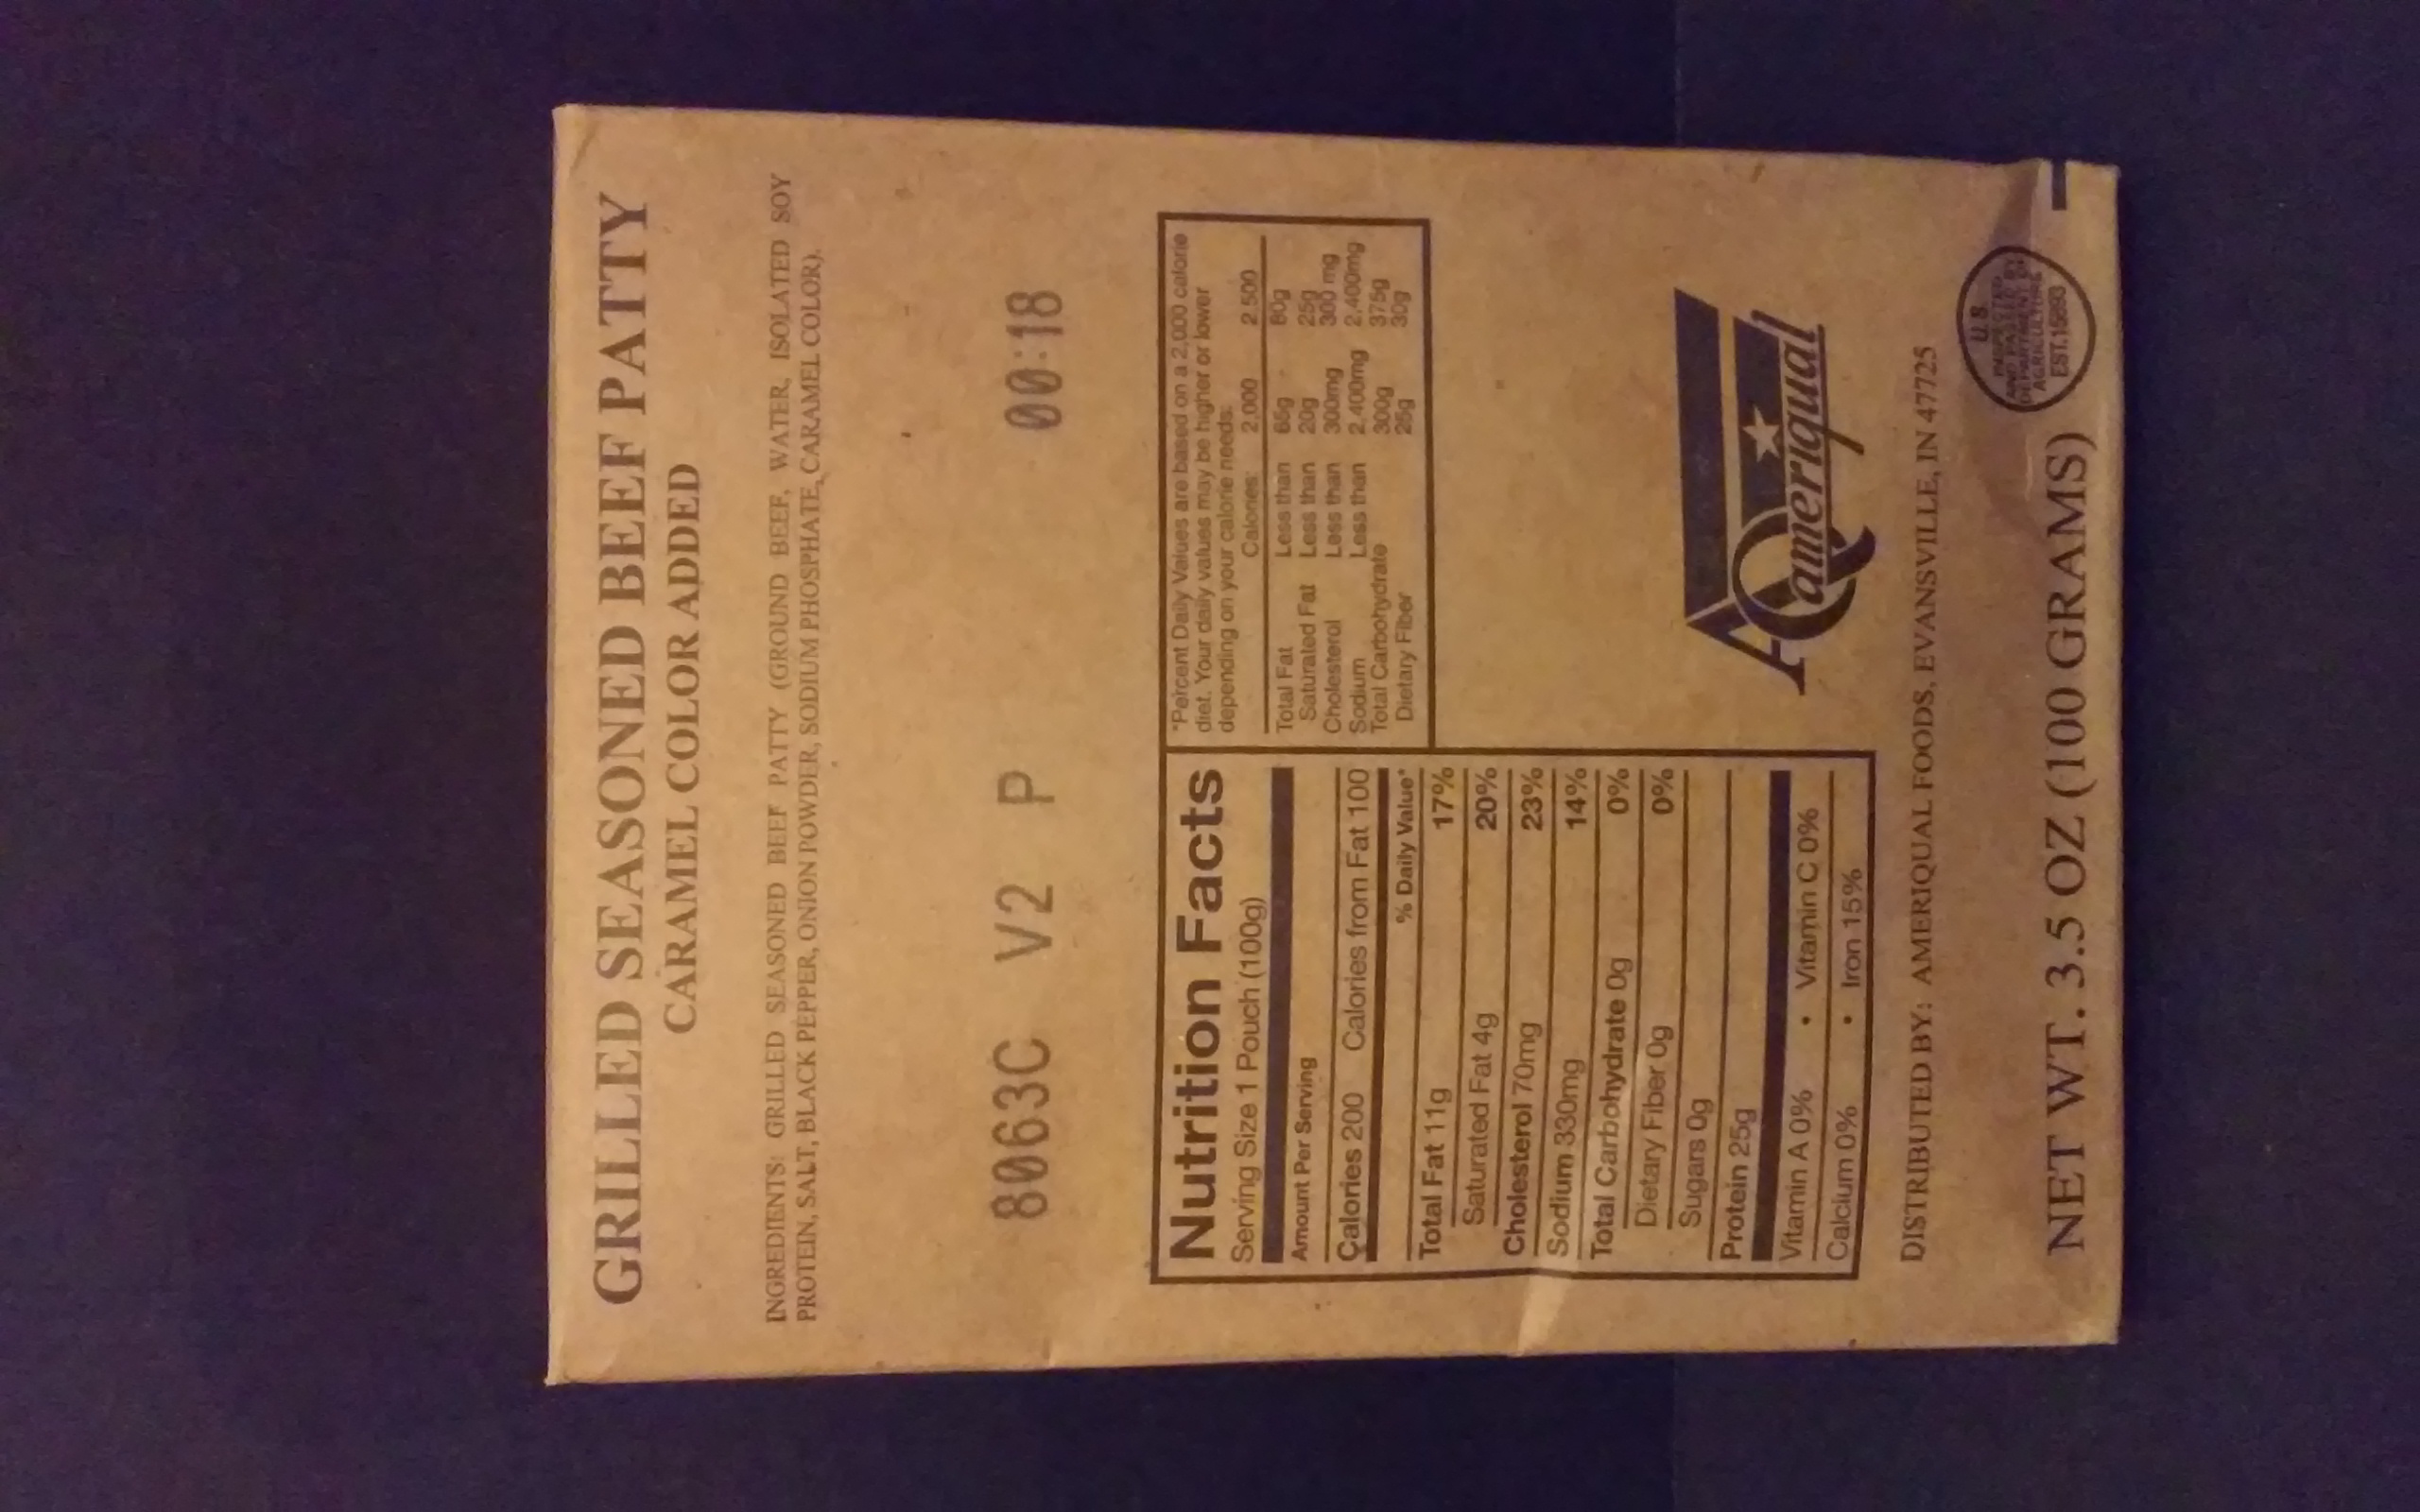 GRILLED SEASONED BEEF PATTY
CARAMEL COLOR ADDED
INGREDIENTS: GRILLED SEASONED BEEF PATTY (GROUND BEEF, WATER, ISOLATED SOY
PROTEIN, SALT, BLACK PEPPER, ONION POWDER, SODIUM PHOSPHATE, CARAMEL COLOR).
8063C V2 P 00:18
Nutrition Facts
Serving Size 1 Pouch (100g)
Amount Per Serving
Calories 200 Calories from Fat 100
% Daily Value*
Total Fat 11g 17%
Saturated Fat 4g 20%
Cholesterol 70mg 23%
Sodium 330mg 14%
Total Carbohydrate 0g 0%
Dietary Fiber 0g 0%
Sugars 0g
Protein 25g
Vitamin A 0% • Vitamin C 0%
Calcium 0% • Iron 15%
*Percent Daily Values are based on a 2,000 calorie
diet. Your daily values may be higher or lower
depending on your calorie needs:
Calories: 2,000 2,500
Total Fat Less than 65g 80g
Saturated Fat Less than 20g 25g
Cholesterol Less than 300mg 300 mg
Sodium Less than 2,400mg 2,400mg
Total Carbohydrate 300g 375g
Dietary Fiber 25g 30g
AQ
ameriqual
DISTRIBUTED BY: AMERIQUAL FOODS, EVANSVILLE, IN 47725
NET WT. 3.5 OZ (100 GRAMS)
U.S.
INSPECTED
AND PASSED BY
DEPARTMENT OF
AGRICULTURE